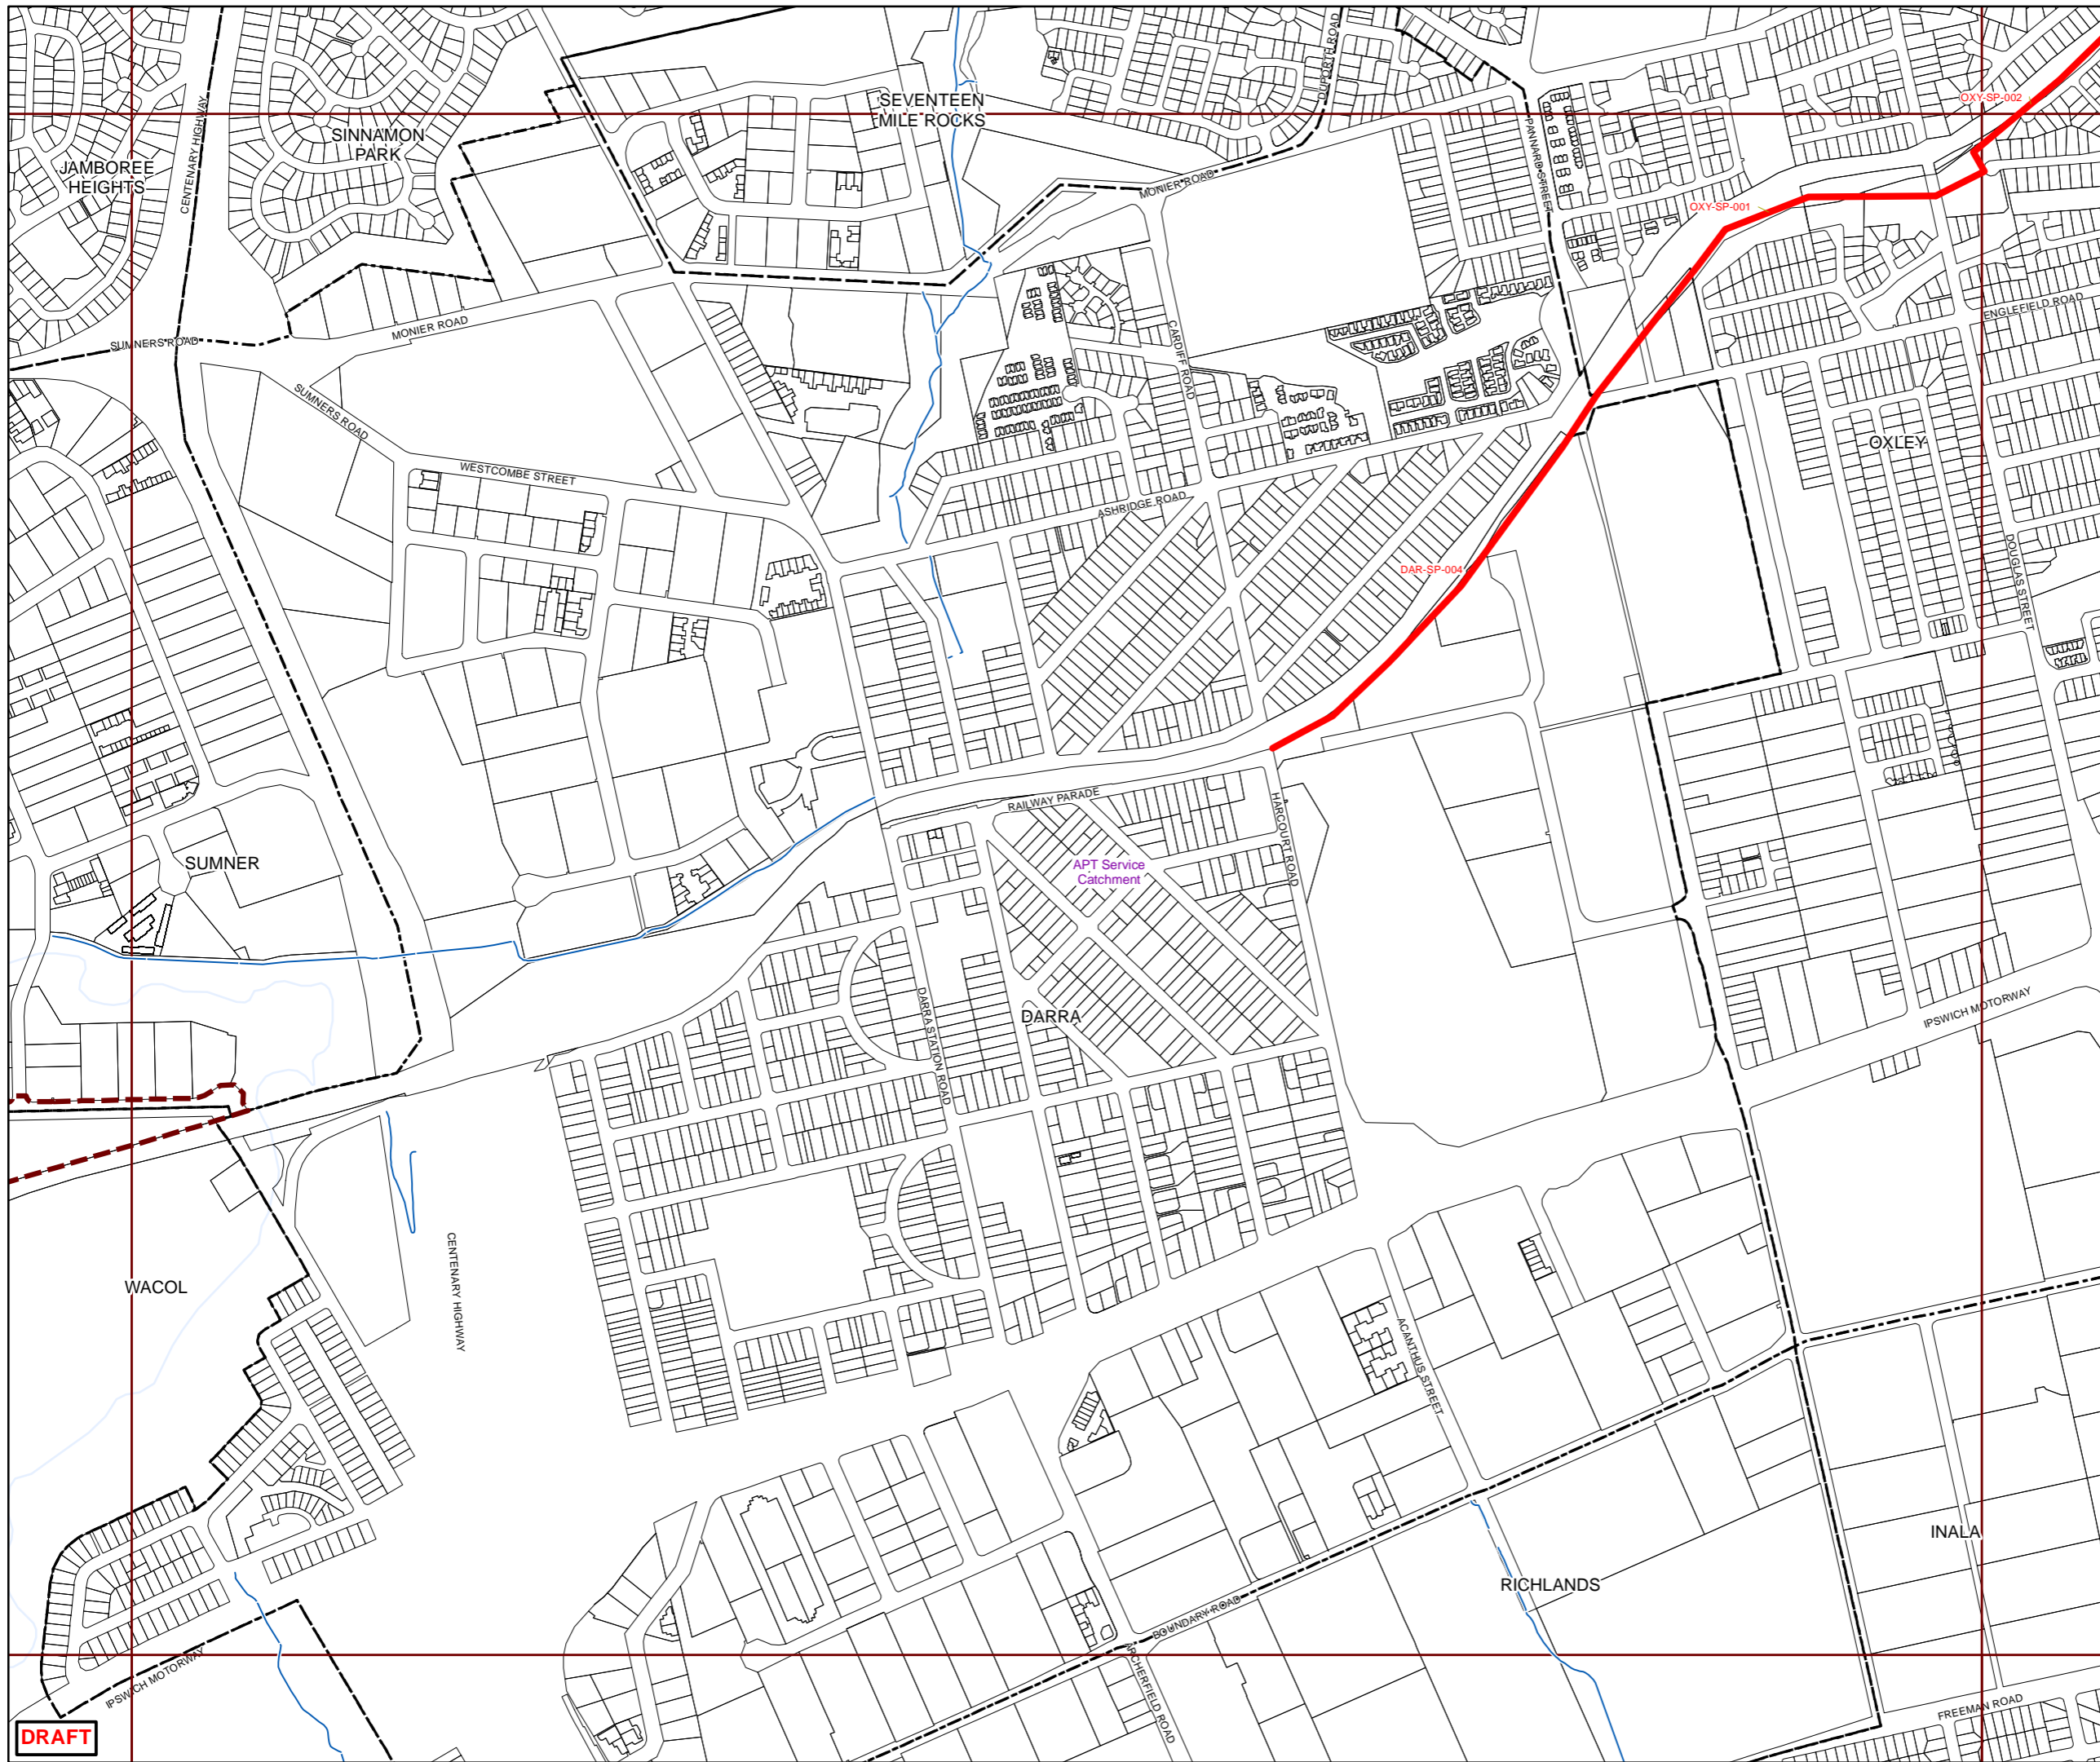 DUPORTH ROAD
OXY-SP-002
SEVENTEEN
MILE ROCKS
SINNAMON
PARK
JAMBOREE
HEIGHTS
CENTENARY HIGHWAY
PANNARD STREET
MONIER ROAD
OXY-SP-001
ENGLEFIELD ROAD
MONIER ROAD
SUMNERS ROAD
CARDIFF ROAD
SUMNERS ROAD
OXLEY
WESTCOMBE STREET
ASHRIDGE ROAD
DAR-SP-004
DOUGLAS STREET
RAILWAY PARADE
HARCOURT ROAD
SUMNER
APT Service
Catchment
IPSWICH MOTORWAY
DARRA
DARRA STATION ROAD
CENTENARY HIGHWAY
WACOL
ACANTHUS STREET
INALA
RICHLANDS
BOUNDARY ROAD
IPSWICH MOTORWAY
ARCHERFIELD ROAD
FREEMAN ROAD
DRAFT